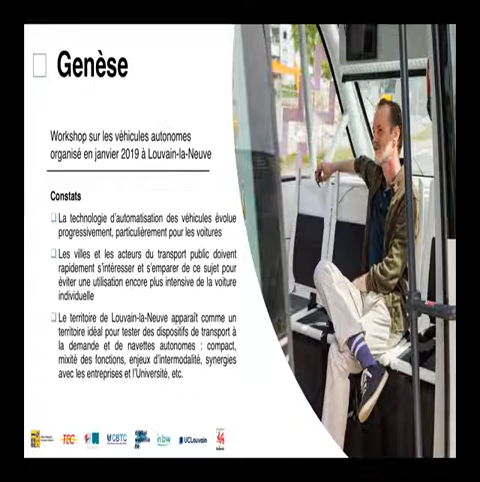 Genèse
Workshop sur les véhicules autonomes
organisé en janvier 2019 à Louvain-la-Neuve
Constats
La technologie d'automatisation des véhicules évolue
progressivement, particulièrement pour les voitures
Les villes et les acteurs du transport public doivent
rapidement s'intéresser et s'emparer de ce sujet pour
éviter une utilisation encore plus intensive de la voiture
individuelle
Le territoire de Louvain-la-Neuve apparaît comme un
territoire idéal pour tester des dispositifs de transport à
la demande et de navettes autonomes : compact,
mixité des fonctions, enjeux d'intermodalité, synergies
avec les entreprises et l'Université, etc.
TEC CBTC in bw UCLouvain